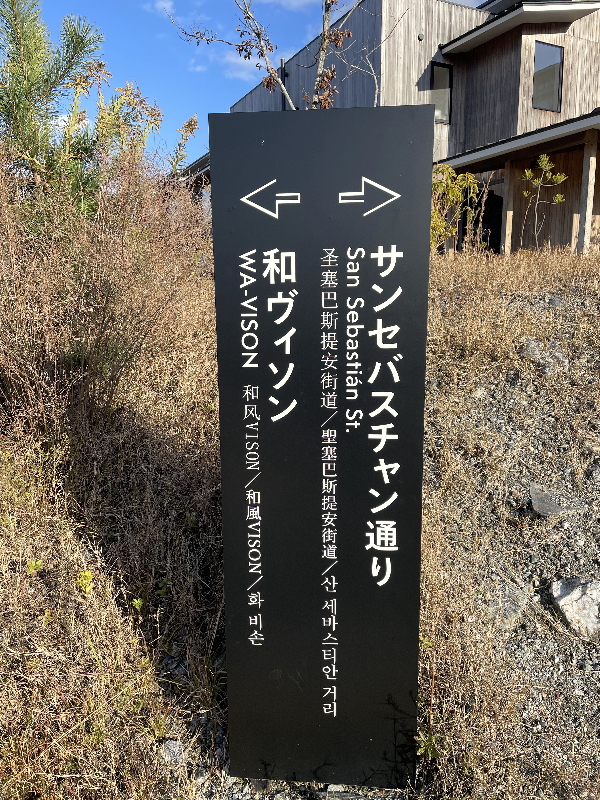 サンセバスチャン通り
San Sebastián St.
圣塞巴斯提安街道／聖塞巴斯提安街道／산 세바스티안 거리
和ヴィソン
WA-VISON 和风VISON／和風VISON／화 비손